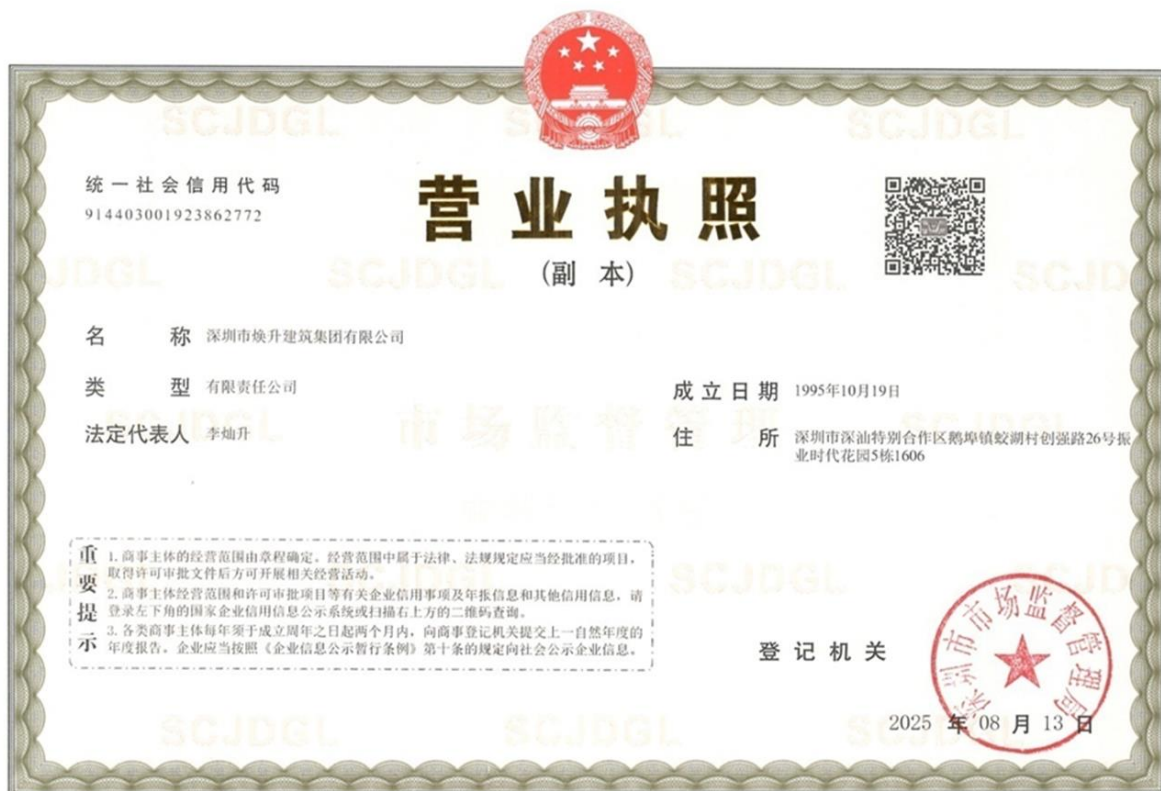 统一社会信用代码
914403001923862772
营业执照
(副 本)
名 称 深圳市焕升建筑集团有限公司
类 型 有限责任公司
法定代表人 李灿升
成立日期 1995年10月19日
住 所 深圳市深汕特别合作区鹅埠镇蛟湖村创强路26号振
业时代花园5栋1606
重要提示
1. 商事主体的经营范围由章程确定。经营范围中属于法律、法规规定应当经批准的项目,
取得许可审批文件后方可开展相关经营活动。
2. 商事主体经营范围和许可审批项目等有关企业信用事项及年报信息和其他信用信息,请
登录左下角的国家企业信用信息公示系统或扫描右上方的二维码查询。
3. 各类商事主体每年须于成立周年之日起两个月内,向商事登记机关提交上一自然年度的
年度报告。企业应当按照《企业信息公示暂行条例》第十条的规定向社会公示企业信息。
登记机关
深圳市市场监督管理局
2025 年 08 月 13 日
SCJDGL
市场监督管理